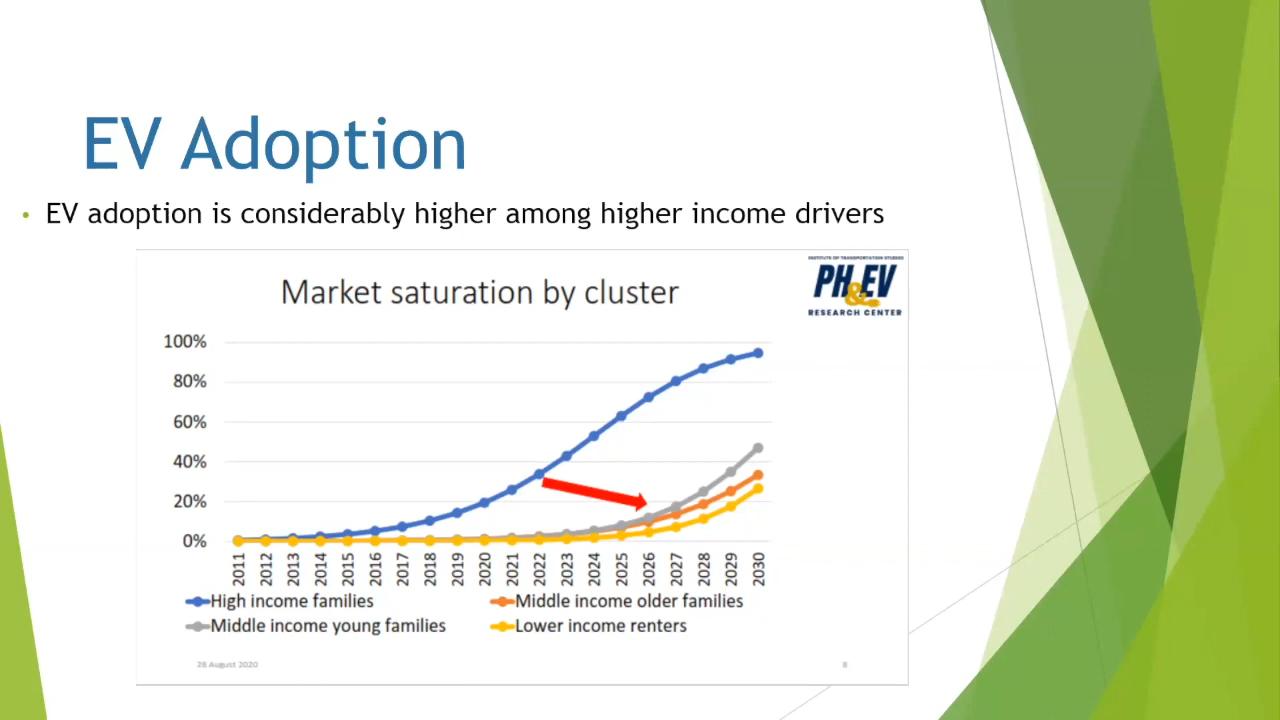 EV Adoption
• EV adoption is considerably higher among higher income drivers
INSTITUTE OF TRANSPORTATION STUDIES
PH&EV
RESEARCH CENTER
Market saturation by cluster
100%
80%
60%
40%
20%
0%
2011 2012 2013 2014 2015 2016 2017 2018 2019 2020 2021 2022 2023 2024 2025 2026 2027 2028 2029 2030
High income families Middle income older families
Middle income young families Lower income renters
28 August 2020 8